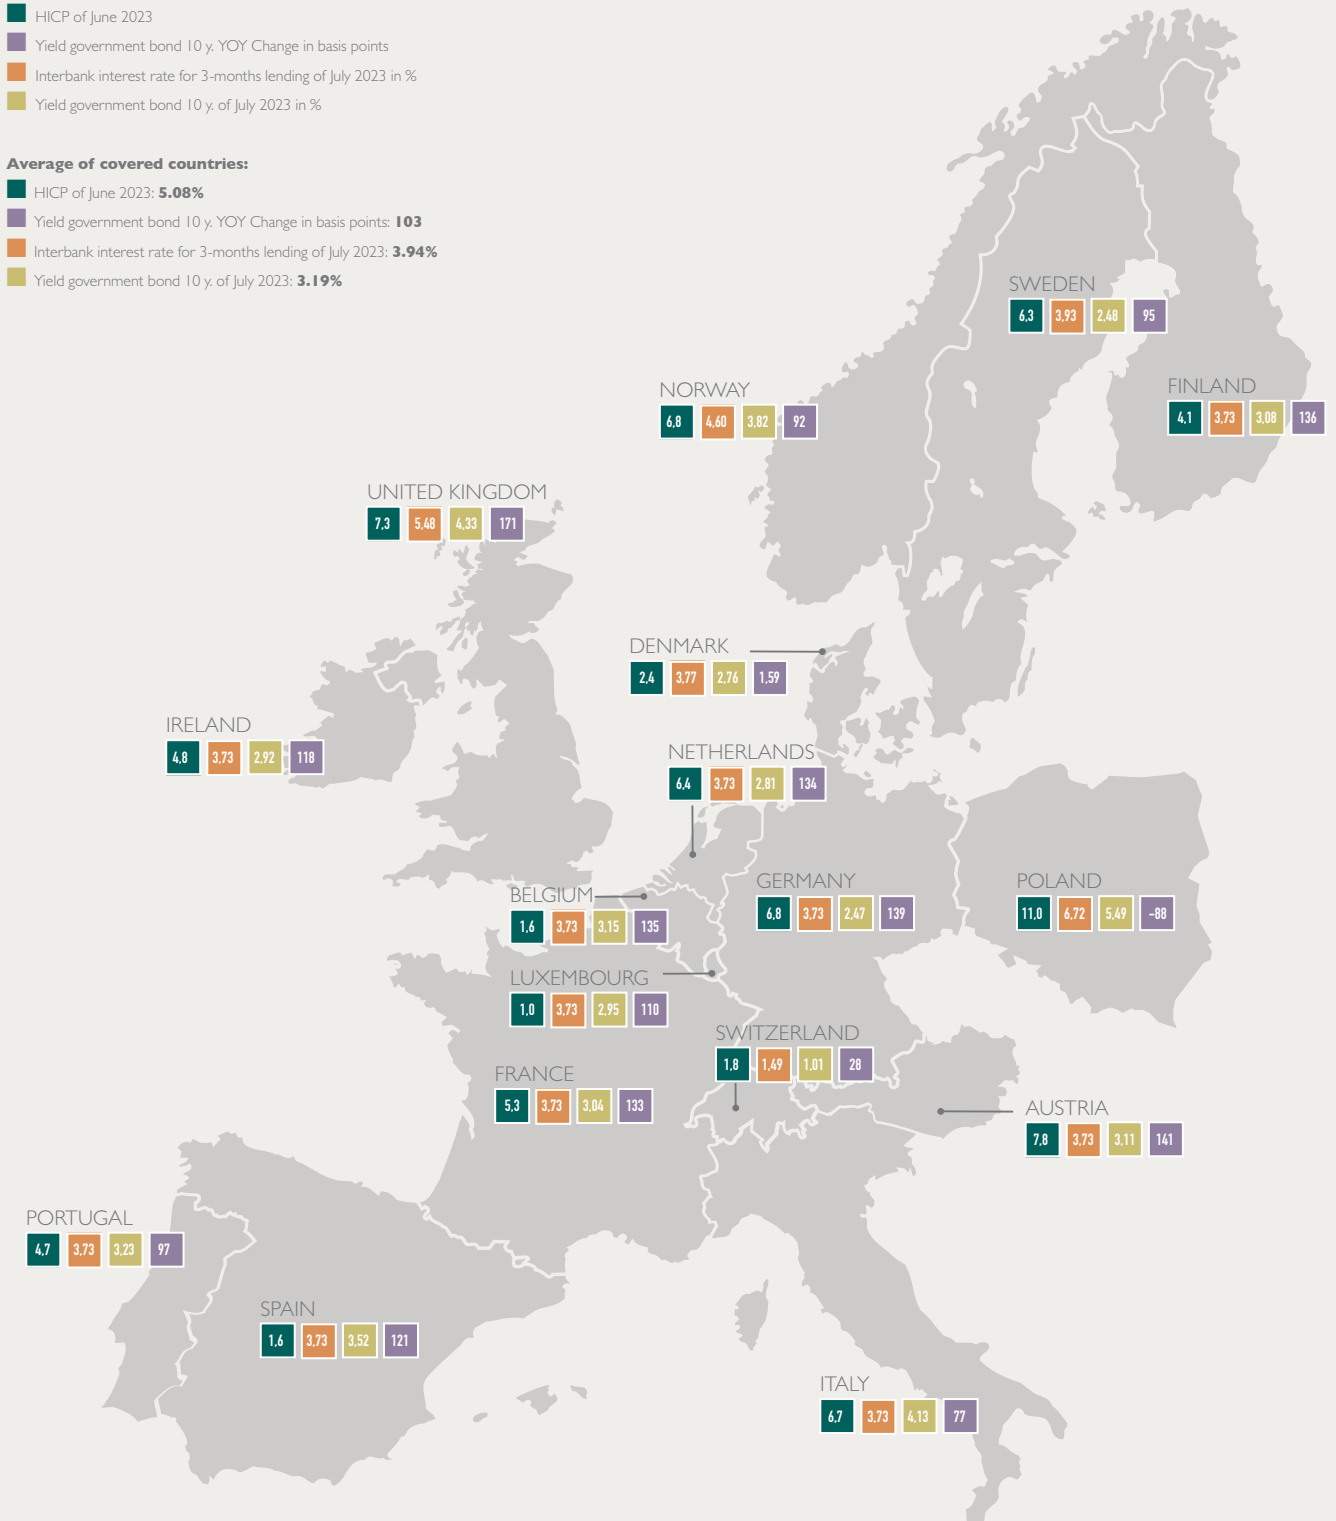 HICP of June 2023
Yield government bond 10 y. YOY Change in basis points
Interbank interest rate for 3-months lending of July 2023 in %
Yield government bond 10 y. of July 2023 in %
Average of covered countries:
HICP of June 2023: 5.08%
Yield government bond 10 y. YOY Change in basis points: 103
Interbank interest rate for 3-months lending of July 2023: 3.94%
Yield government bond 10 y. of July 2023: 3.19%
SWEDEN
6,3 3,93 2,48 95
NORWAY
6,8 4,60 3,82 92
FINLAND
4,1 3,73 3,08 136
UNITED KINGDOM
7,3 5,48 4,33 171
DENMARK
2,4 3,77 2,76 1,59
IRELAND
4,8 3,73 2,92 118
NETHERLANDS
6,4 3,73 2,81 134
BELGIUM
1,6 3,73 3,15 135
GERMANY
6,8 3,73 2,47 139
POLAND
11,0 6,72 5,49 -88
LUXEMBOURG
1,0 3,73 2,95 110
SWITZERLAND
1,8 1,49 1,01 28
FRANCE
5,3 3,73 3,04 133
AUSTRIA
7,8 3,73 3,11 141
PORTUGAL
4,7 3,73 3,23 97
SPAIN
1,6 3,73 3,52 121
ITALY
6,7 3,73 4,13 77